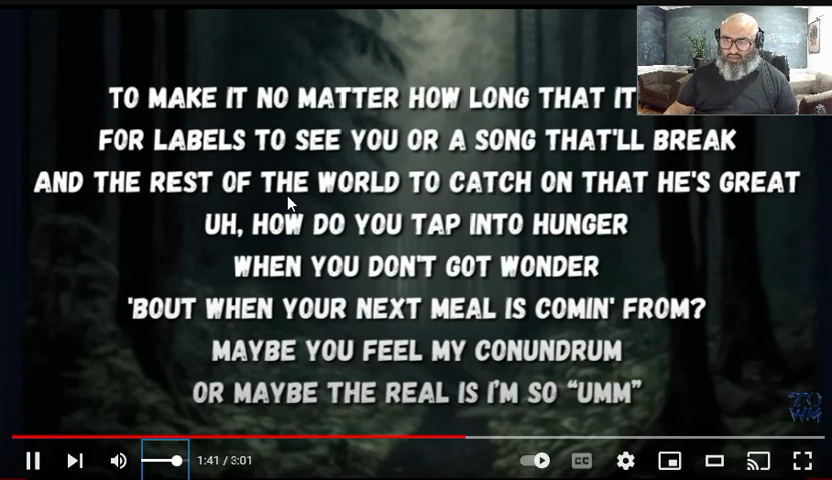 TO MAKE IT NO MATTER HOW LONG THAT IT
FOR LABELS TO SEE YOU OR A SONG THAT'LL BREAK
AND THE REST OF THE WORLD TO CATCH ON THAT HE'S GREAT
UH, HOW DO YOU TAP INTO HUNGER
WHEN YOU DON'T GOT WONDER
'BOUT WHEN YOUR NEXT MEAL IS COMIN' FROM?
MAYBE YOU FEEL MY CONUNDRUM
OR MAYBE THE REAL IS I'M SO “UMM”
TO
WM
1:41 / 3:01
CC